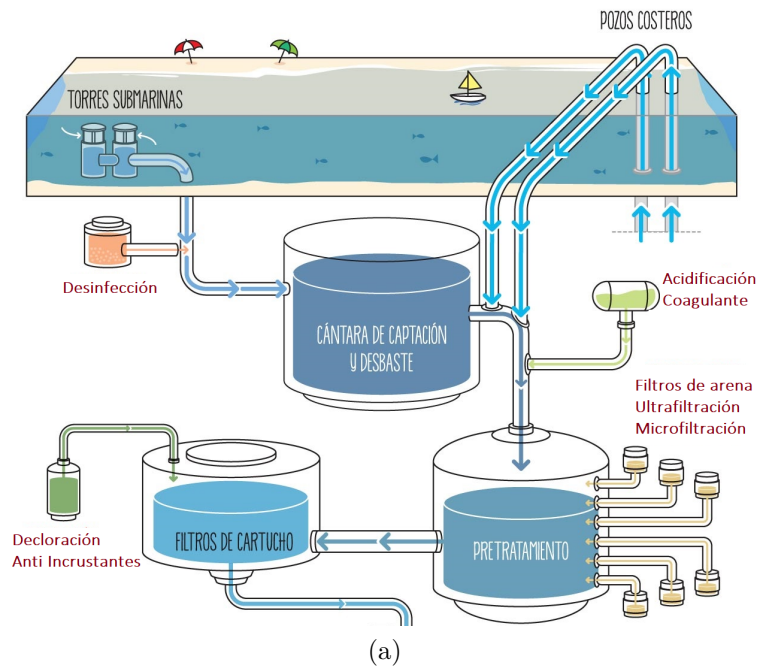 POZOS COSTEROS
TORRES SUBMARINAS
Desinfección
Acidificación
Coagulante
CÁNTARA DE CAPTACIÓN
Y DESBASTE
Filtros de arena
Ultrafiltración
Microfiltración
Decloración
Anti Incrustantes
FILTROS DE CARTUCHO
PRETRATAMIENTO
(a)